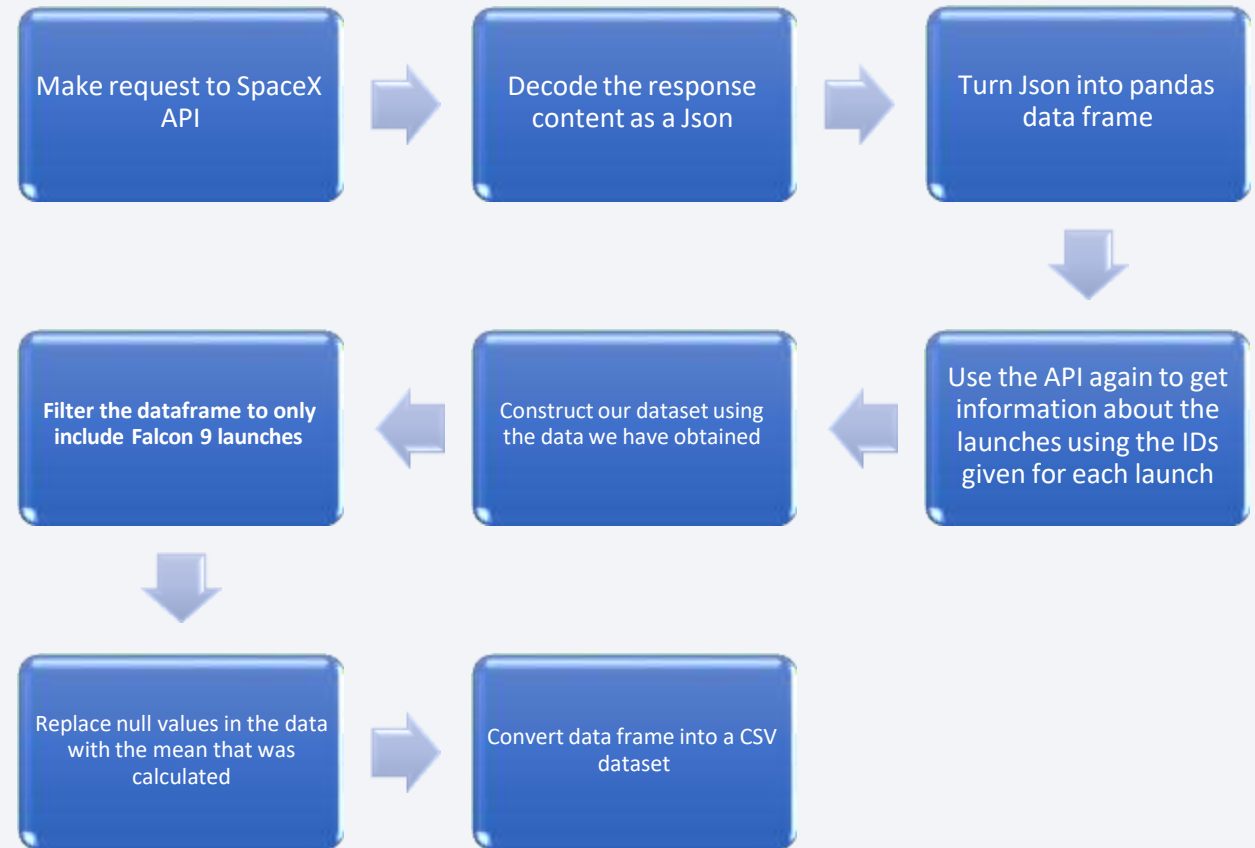 Make request to SpaceX
API
Decode the response
content as a Json
Turn Json into pandas
data frame
Use the API again to get
information about the
launches using the IDs
given for each launch
Construct our dataset using
the data we have obtained
Filter the dataframe to only
include Falcon 9 launches
Replace null values in the data
with the mean that was
calculated
Convert data frame into a CSV
dataset